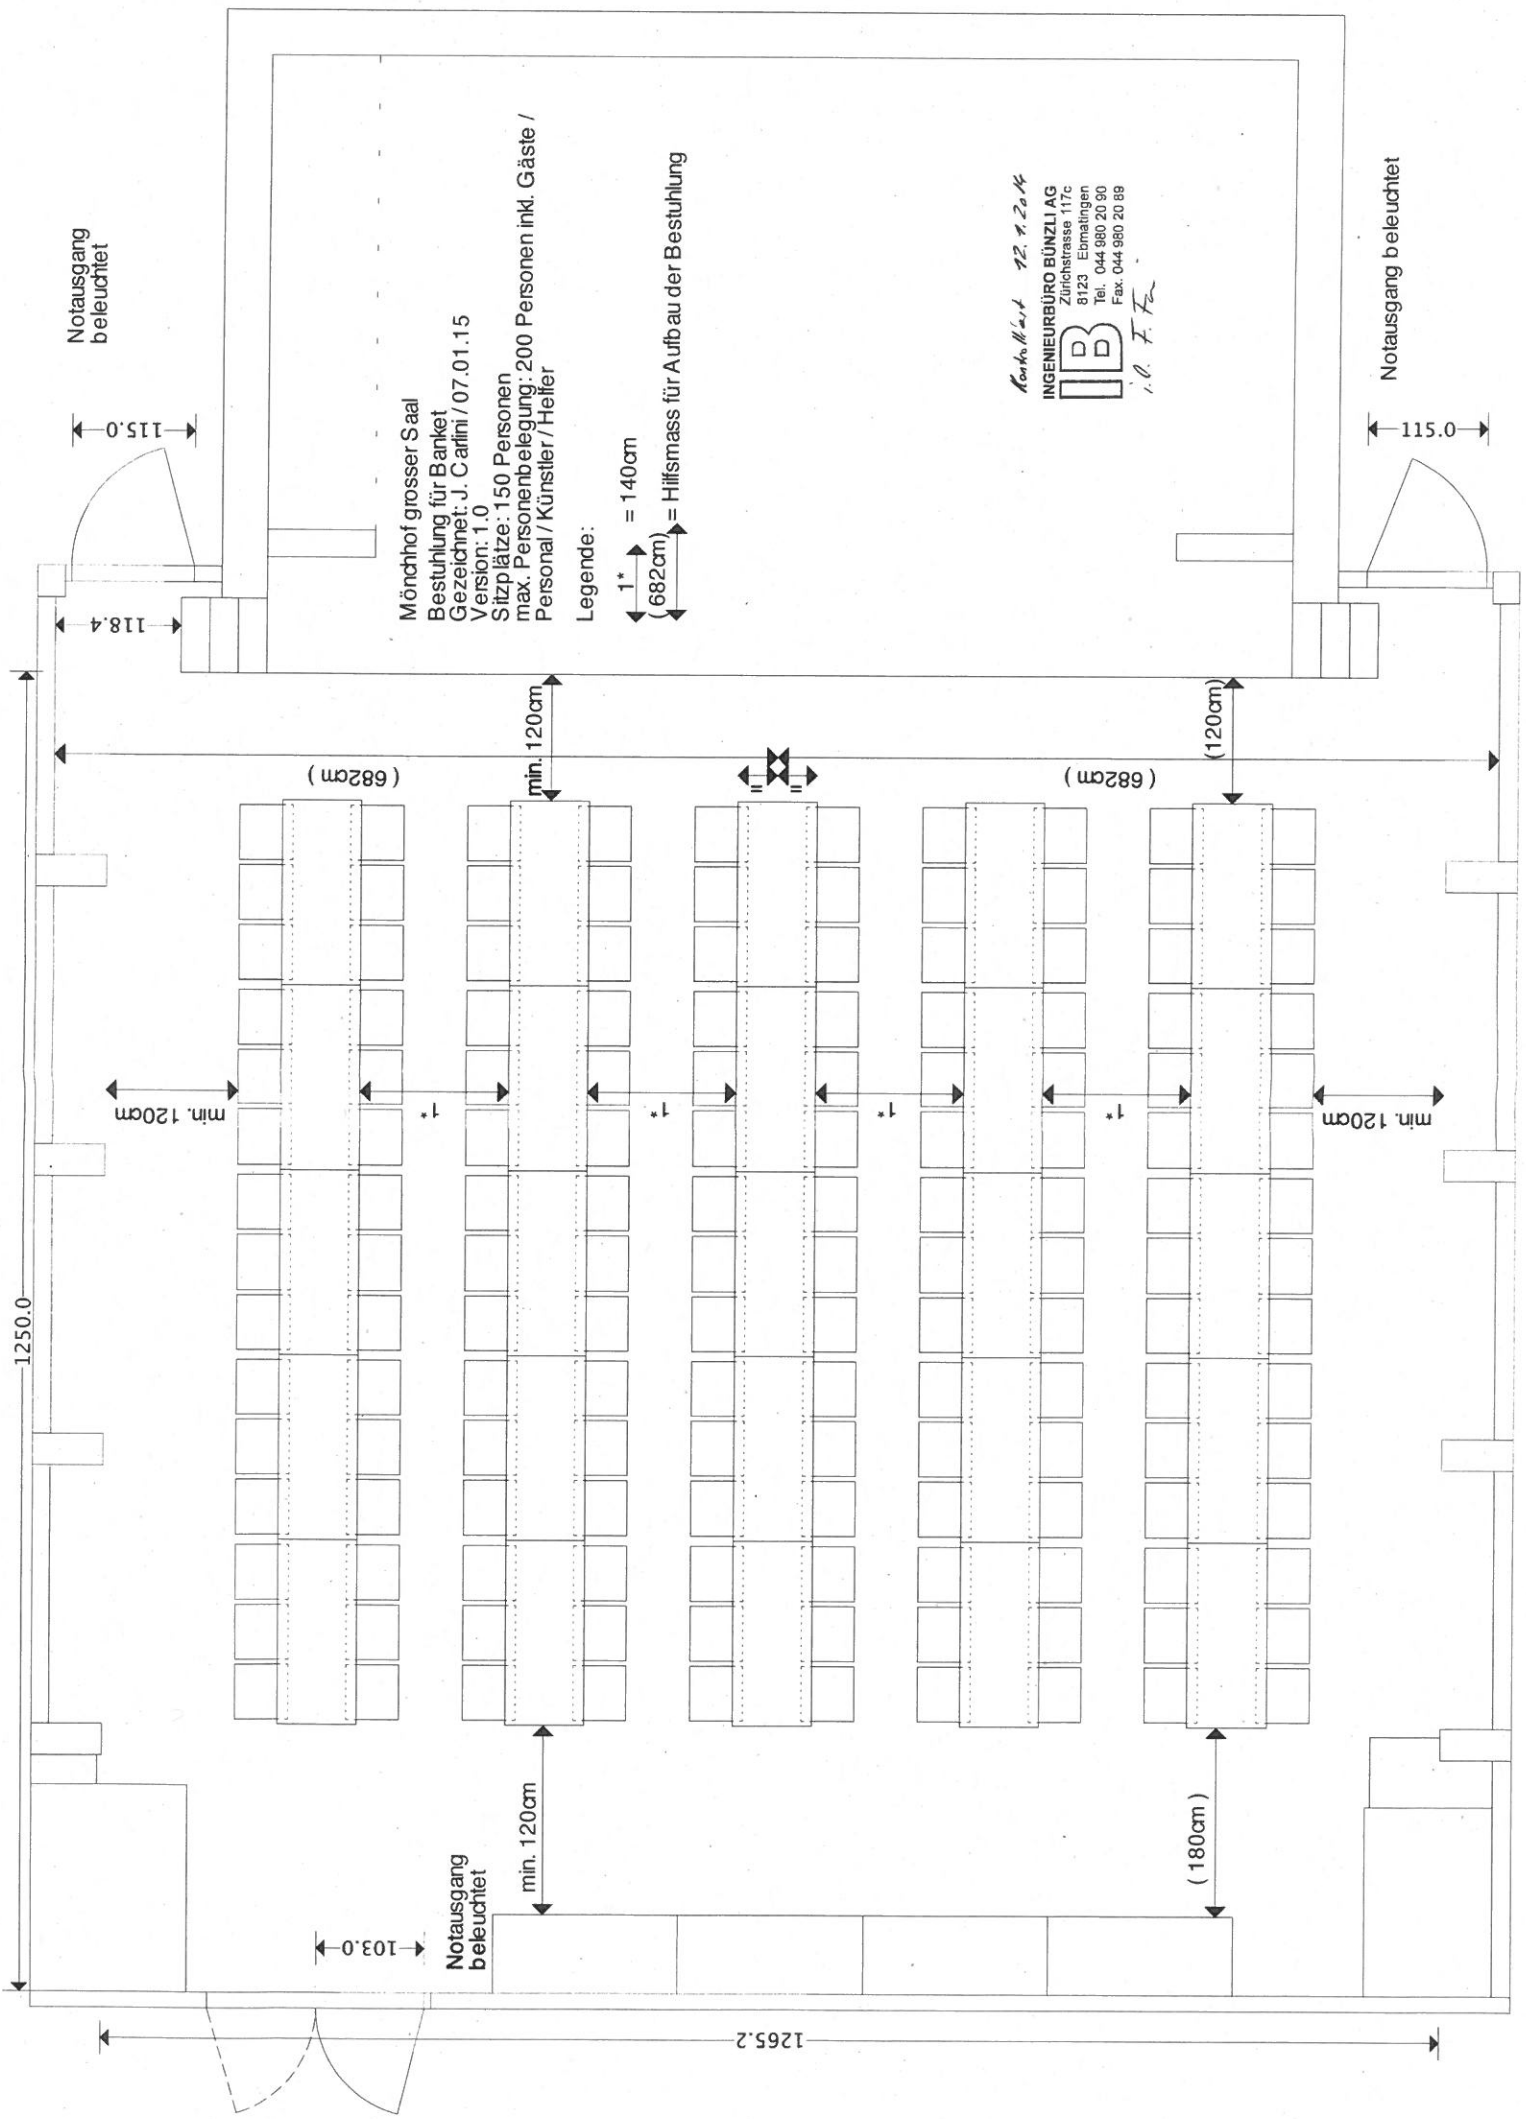 Notausgang
beleuchtet
115.0
118.4
1250.0
Mönchhof grosser Saal
Bestuhlung für Banket
Gezeichnet: J. Carlini / 07.01.15
Version: 1.0
Sitzplätze: 150 Personen
max. Personenbelegung: 200 Personen inkl. Gäste /
Personal / Künstler / Helfer
Legende:
1* = 140cm
(682cm) = Hilfsmass für Aufbau der Bestuhlung
INGENIEURBÜRO BÜNZLI AG
IB
Zürichstrasse 117c
8123 Ebmatingen
Tel. 044 980 20 90
Fax. 044 980 20 89
Notausgang beleuchtet
115.0
min. 120cm
(120cm)
( 682cm )
( 682cm )
=
=
min. 120cm
1*
1*
1*
1*
min. 120cm
min. 120cm
( 180cm )
Notausgang
beleuchtet
103.0
1265.2